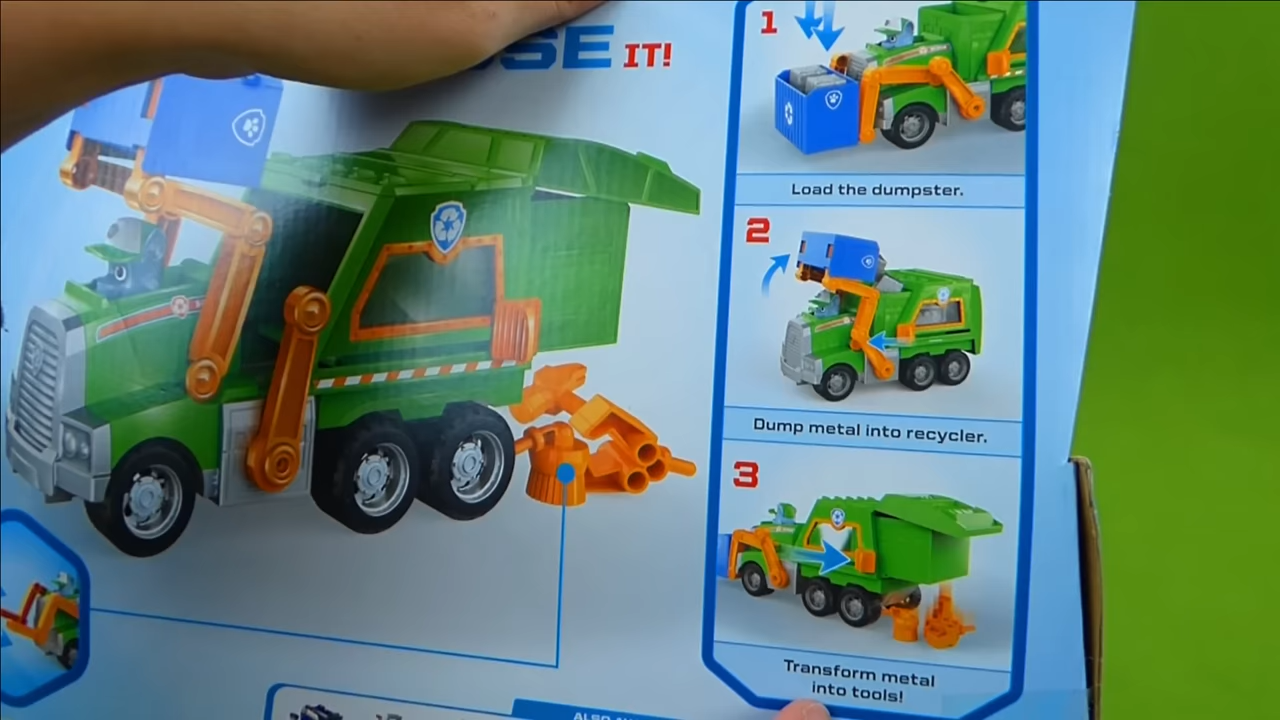 IT!
1
Load the dumpster.
2
Dump metal into recycler.
3
Transform metal
into tools!